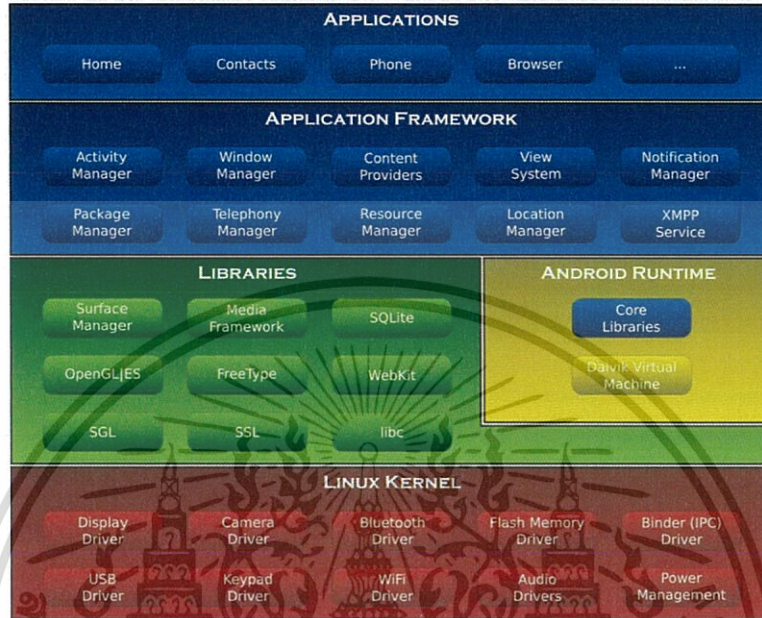 APPLICATIONS
Home
Contacts
Phone
Browser
...
APPLICATION FRAMEWORK
Activity
Manager
Window
Manager
Content
Providers
View
System
Notification
Manager
Package
Manager
Telephony
Manager
Resource
Manager
Location
Manager
XMPP
Service
LIBRARIES
Surface
Manager
Media
Framework
SQLite
OpenGL|ES
FreeType
WebKit
SGL
SSL
libc
ANDROID RUNTIME
Core
Libraries
Dalvik Virtual
Machine
LINUX KERNEL
Display
Driver
Camera
Driver
Bluetooth
Driver
Flash Memory
Driver
Binder (IPC)
Driver
USB
Driver
Keypad
Driver
WiFi
Driver
Audio
Drivers
Power
Management